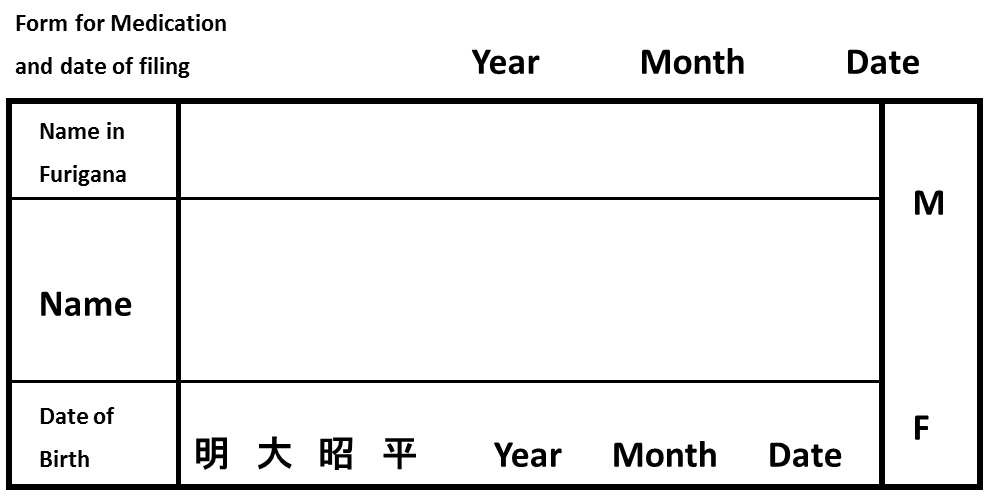 Form for Medication
and date of filing
Year Month Date
Name in
Furigana
M
Name
F
Date of
Birth
明 大 昭 平 Year Month Date